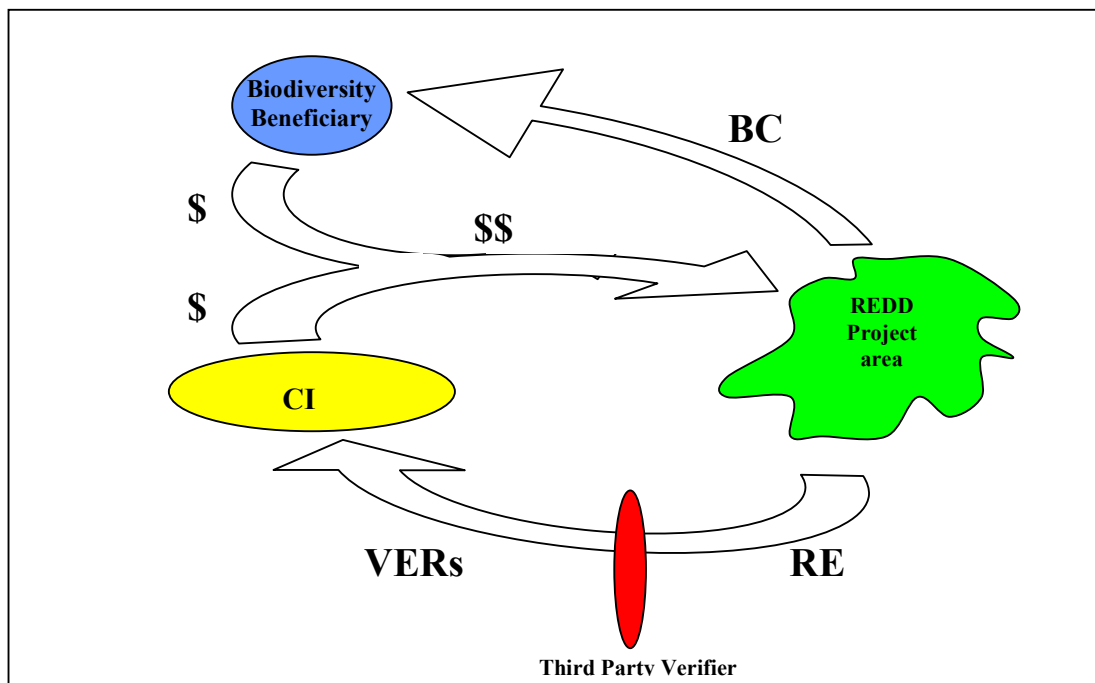 Biodiversity
Beneficiary
BC
$
$$
$
REDD
Project
area
CI
VERs
RE
Third Party Verifier